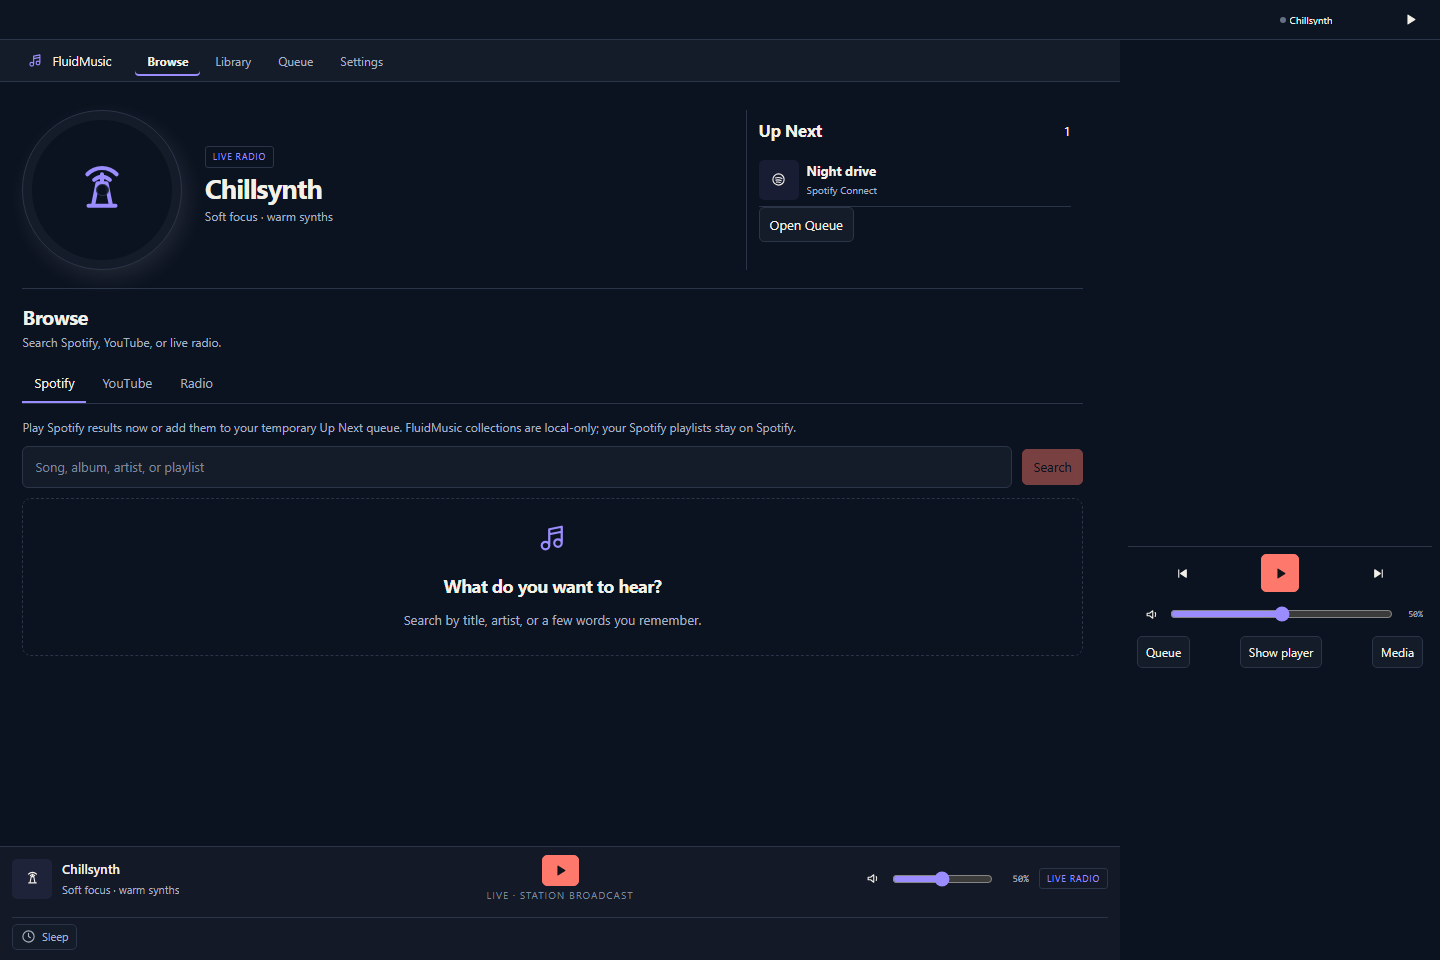 Chillsynth
FluidMusic Browse Library Queue Settings
LIVE RADIO
Chillsynth
Soft focus · warm synths
Up Next 1
Night drive
Spotify Connect
Open Queue
Browse
Search Spotify, YouTube, or live radio.
Spotify YouTube Radio
Play Spotify results now or add them to your temporary Up Next queue. FluidMusic collections are local-only; your Spotify playlists stay on Spotify.
Song, album, artist, or playlist Search
What do you want to hear?
Search by title, artist, or a few words you remember.
50%
Queue Show player Media
Chillsynth
Soft focus · warm synths
LIVE · STATION BROADCAST
50% LIVE RADIO
Sleep